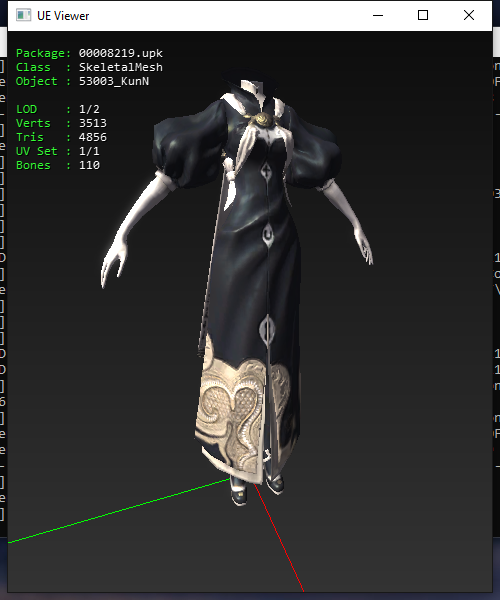 UE Viewer
Package: 00008219.upk
Class  : SkeletalMesh
Object : 53003_KunN
LOD    : 1/2
Verts  : 3513
Tris   : 4856
UV Set : 1/1
Bones  : 110